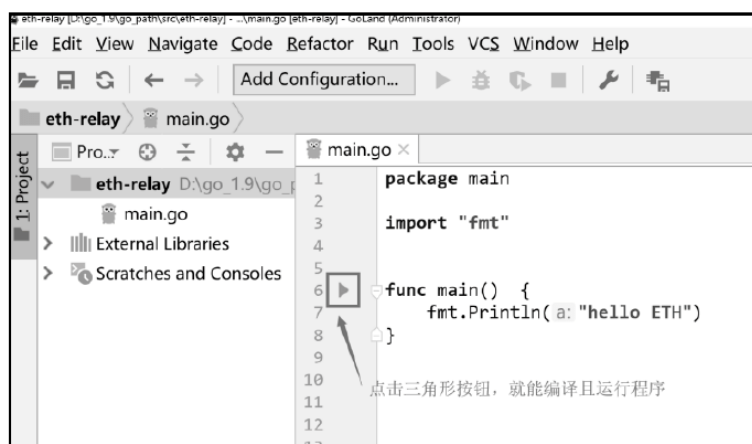 eth-relay [D:\go_1.9\go_path\src\eth-relay] - ...\main.go [eth-relay] - GoLand (Administrator)
File Edit View Navigate Code Refactor Run Tools VCS Window Help
Add Configuration...
eth-relay main.go
1: Project
Pro...
main.go
eth-relay D:\go_1.9\go_p
main.go
External Libraries
Scratches and Consoles
1 package main
2
3 import "fmt"
4
5
6 func main() {
7 fmt.Println( a: "hello ETH")
8 }
9
10
点击三角形按钮，就能编译且运行程序
11
12